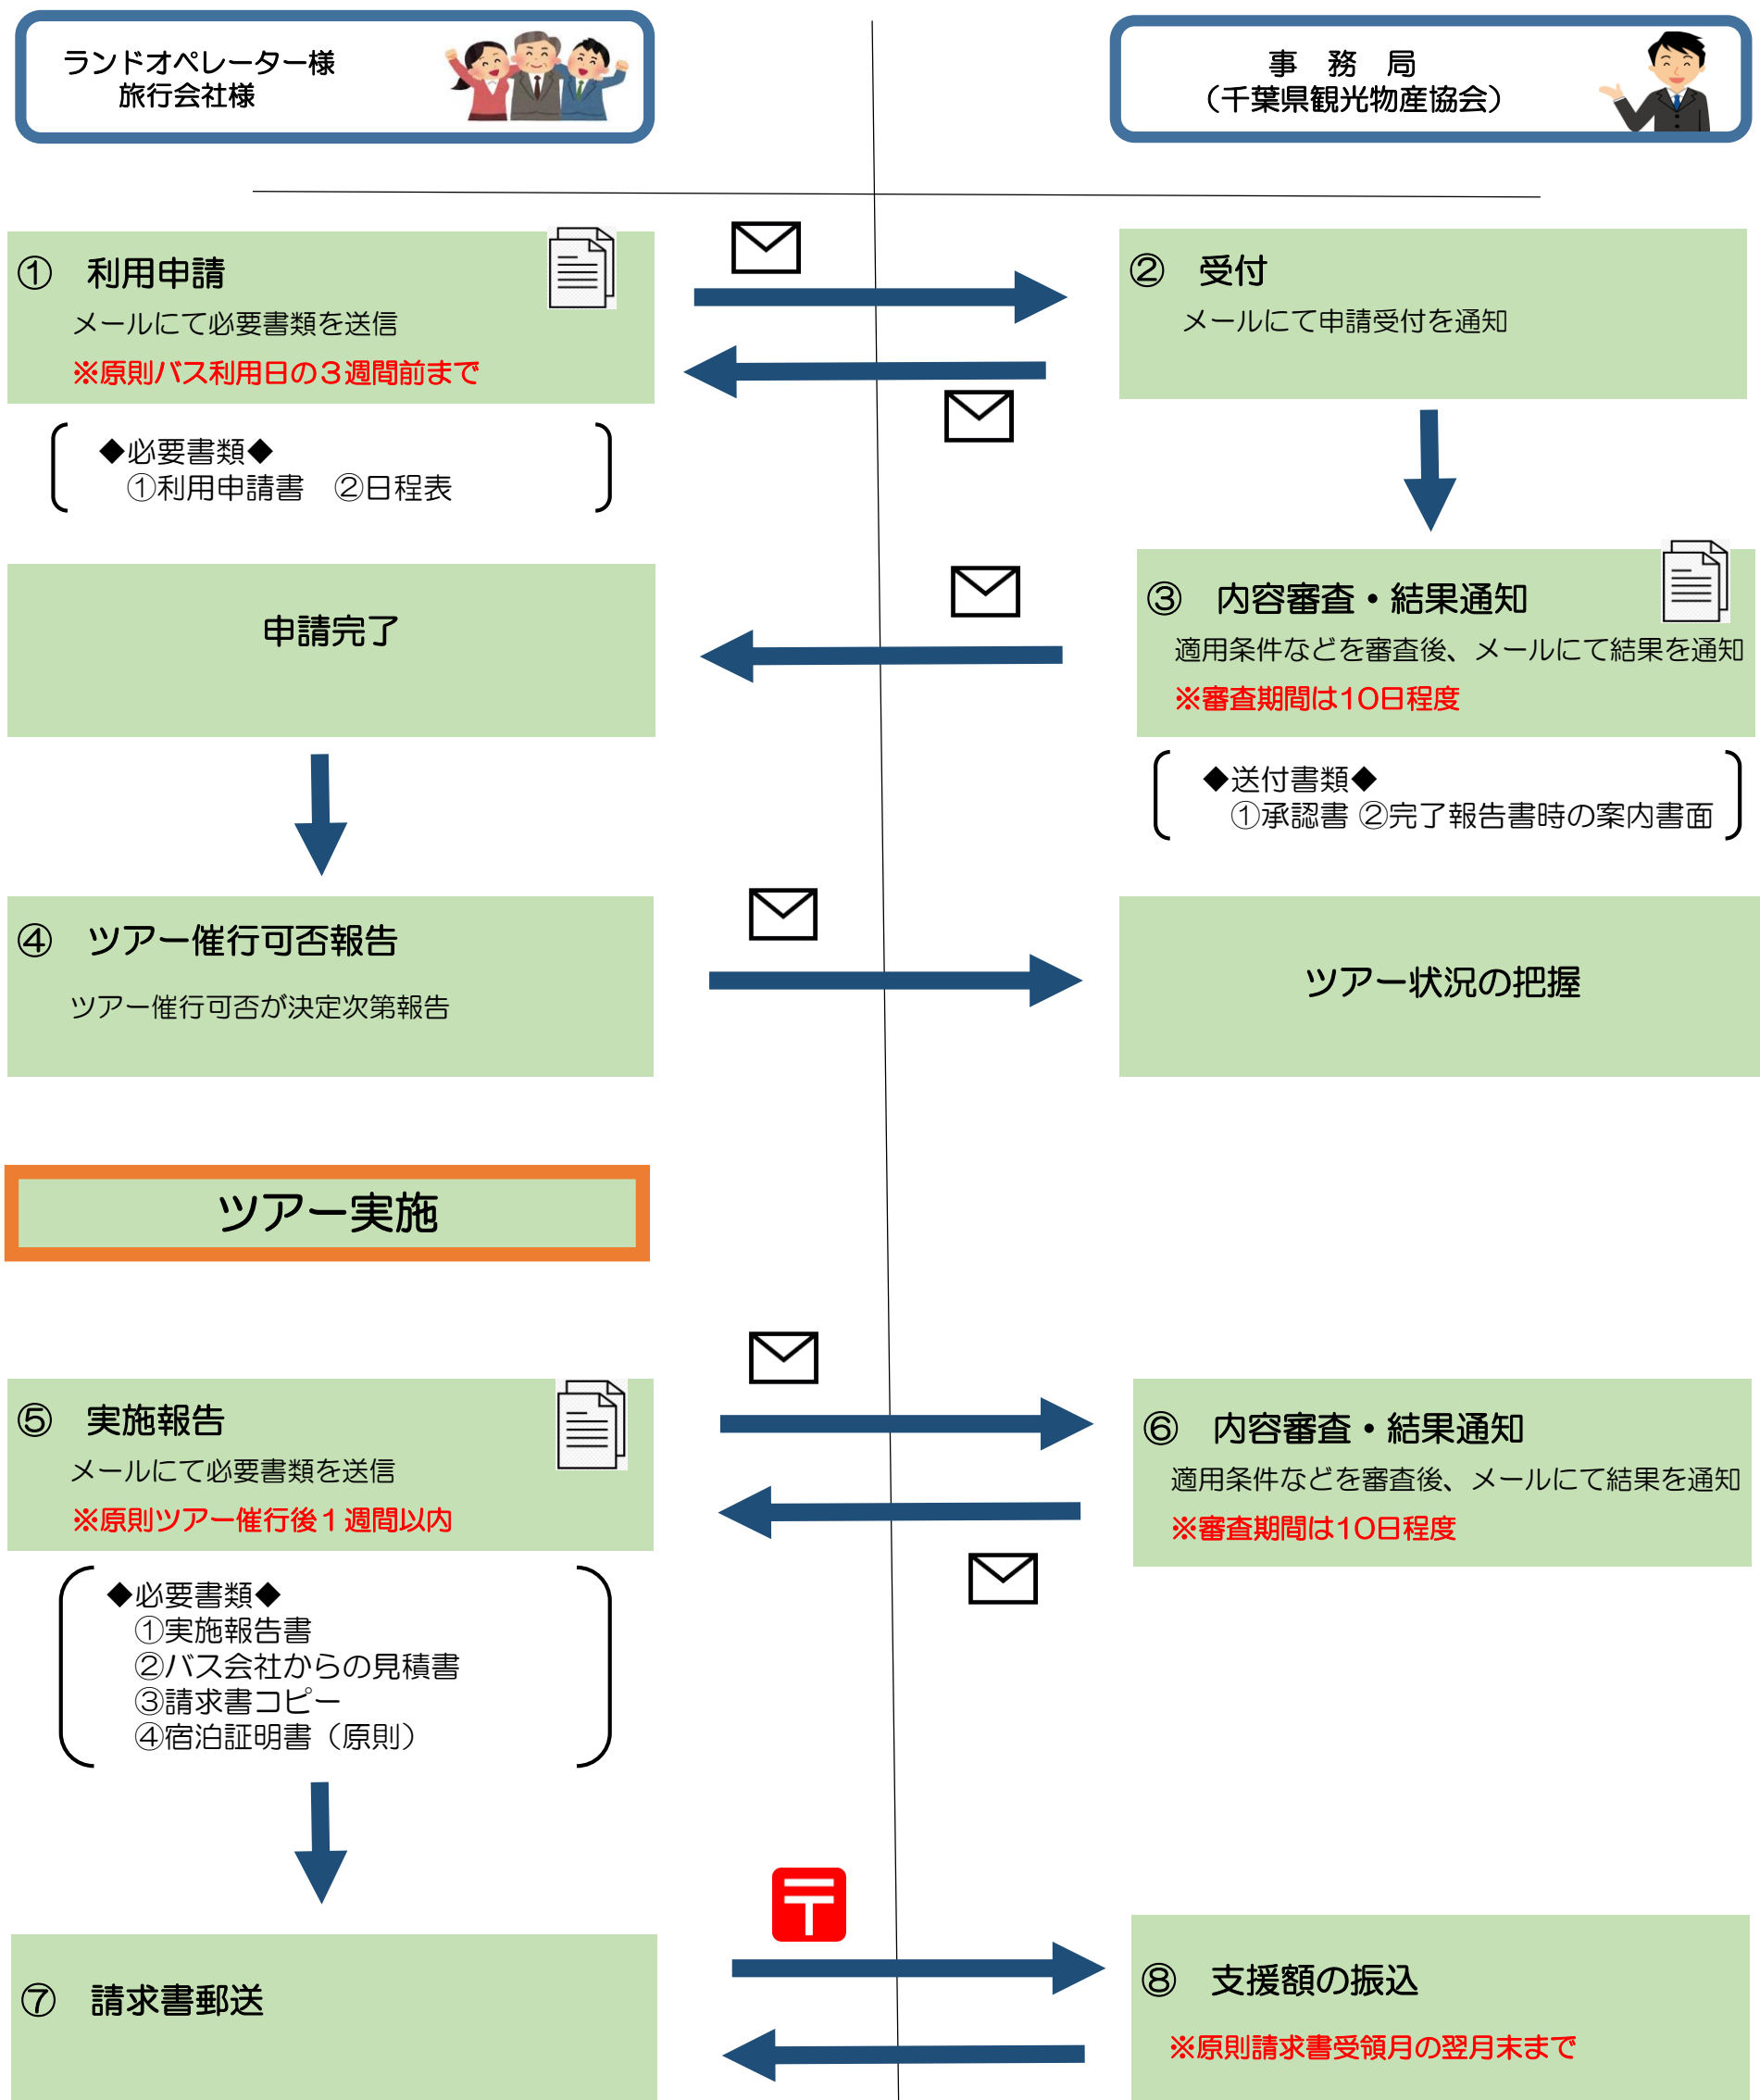 ランドオペレーター様
旅行会社様
事　務　局
（千葉県観光物産協会）
①　利用申請
メールにて必要書類を送信
※原則バス利用日の３週間前まで
◆必要書類◆
①利用申請書　②日程表
②　受付
メールにて申請受付を通知
申請完了
③　内容審査・結果通知
適用条件などを審査後、メールにて結果を通知
※審査期間は10日程度
◆送付書類◆
①承認書 ②完了報告書時の案内書面
④　ツアー催行可否報告
ツアー催行可否が決定次第報告
ツアー状況の把握
ツアー実施
⑤　実施報告
メールにて必要書類を送信
※原則ツアー催行後１週間以内
◆必要書類◆
①実施報告書
②バス会社からの見積書
③請求書コピー
④宿泊証明書（原則）
⑥　内容審査・結果通知
適用条件などを審査後、メールにて結果を通知
※審査期間は10日程度
〒
⑦　請求書郵送
⑧　支援額の振込
※原則請求書受領月の翌月末まで